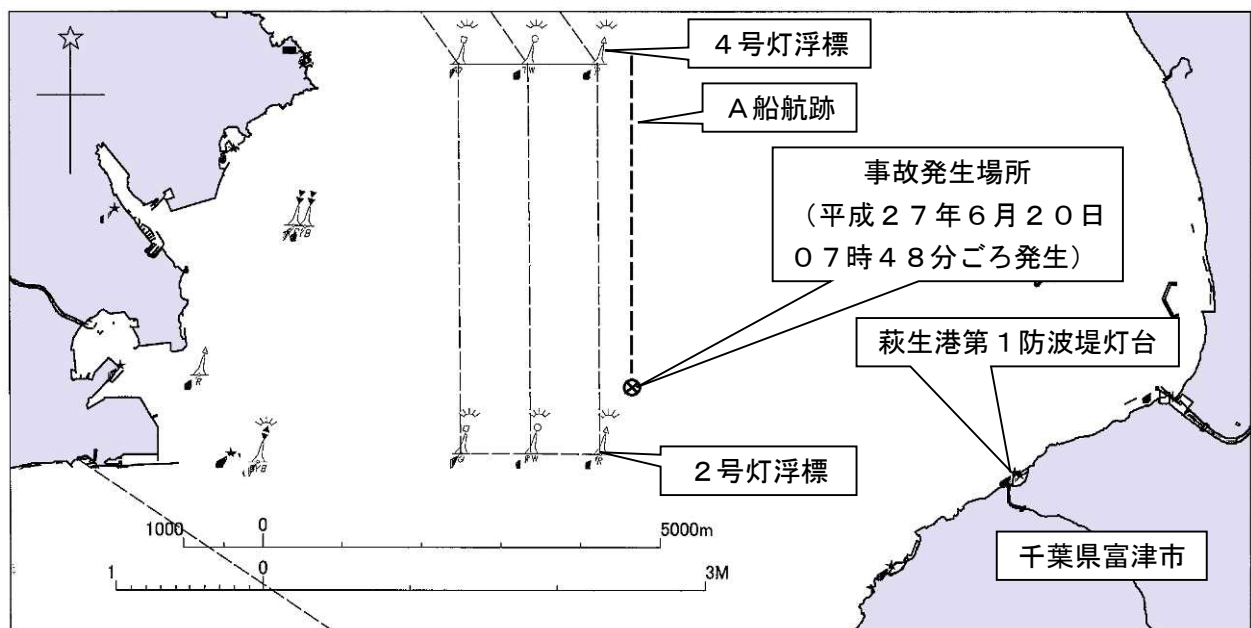 ４号灯浮標
Ａ船航跡
事故発生場所
（平成２７年６月２０日
０７時４８分ごろ発生）
萩生港第１防波堤灯台
２号灯浮標
1000 0 5000m
1 0 3M
千葉県富津市